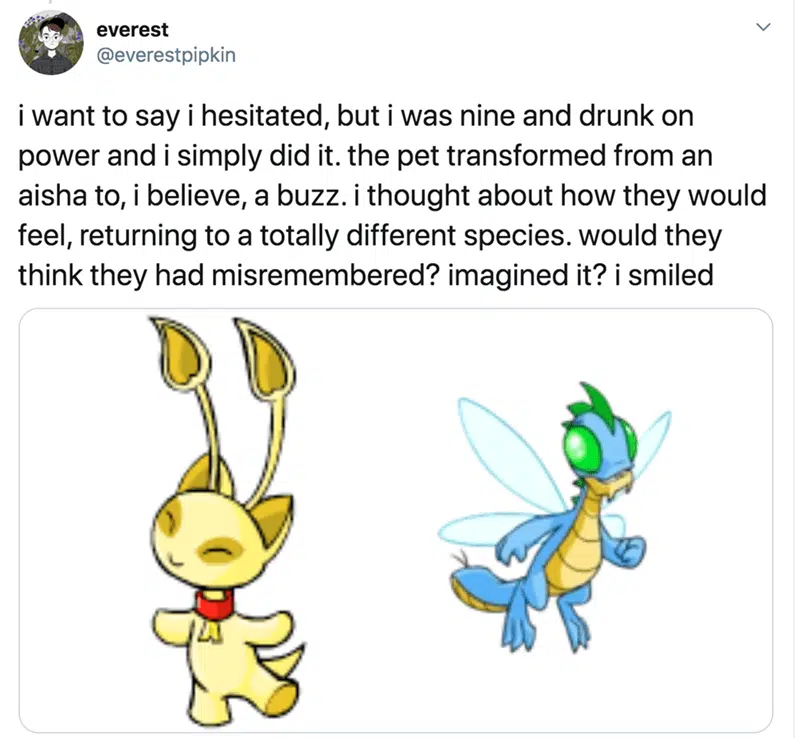 everest
@everestpipkin
i want to say i hesitated, but i was nine and drunk on
power and i simply did it. the pet transformed from an
aisha to, i believe, a buzz. i thought about how they would
feel, returning to a totally different species. would they
think they had misremembered? imagined it? i smiled